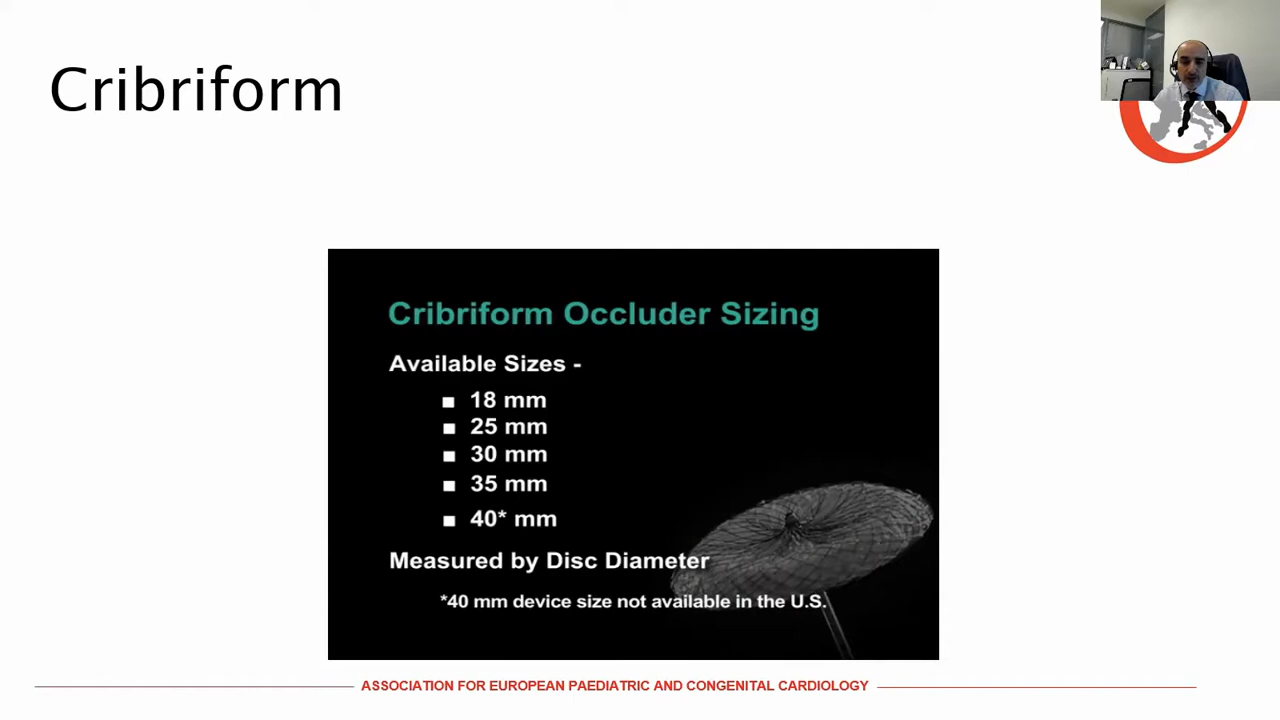 Cribriform
Cribriform Occluder Sizing
Available Sizes -
■ 18 mm
■ 25 mm
■ 30 mm
■ 35 mm
■ 40* mm
Measured by Disc Diameter
*40 mm device size not available in the U.S.
ASSOCIATION FOR EUROPEAN PAEDIATRIC AND CONGENITAL CARDIOLOGY